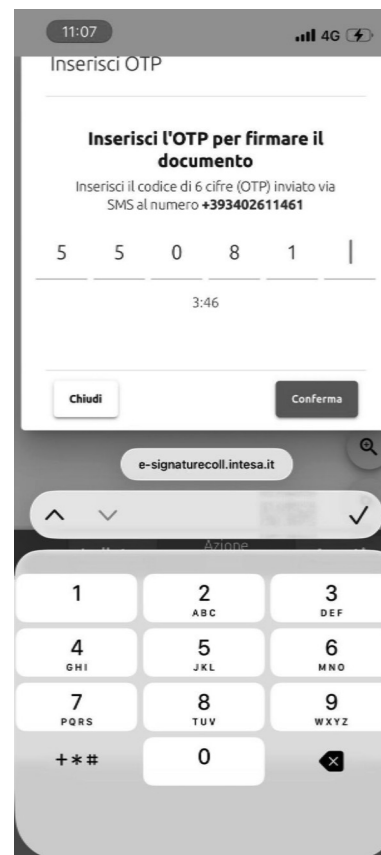 11:07
4G
Inserisci OTP
Inserisci l'OTP per firmare il
documento
Inserisci il codice di 6 cifre (OTP) inviato via
SMS al numero +393402611461
5 5 0 8 1
3:46
Chiudi Conferma
e-signaturecoll.intesa.it
Azione
1 2 3
ABC DEF
4 5 6
GHI JKL MNO
7 8 9
PQRS TUV WXYZ
+*# 0